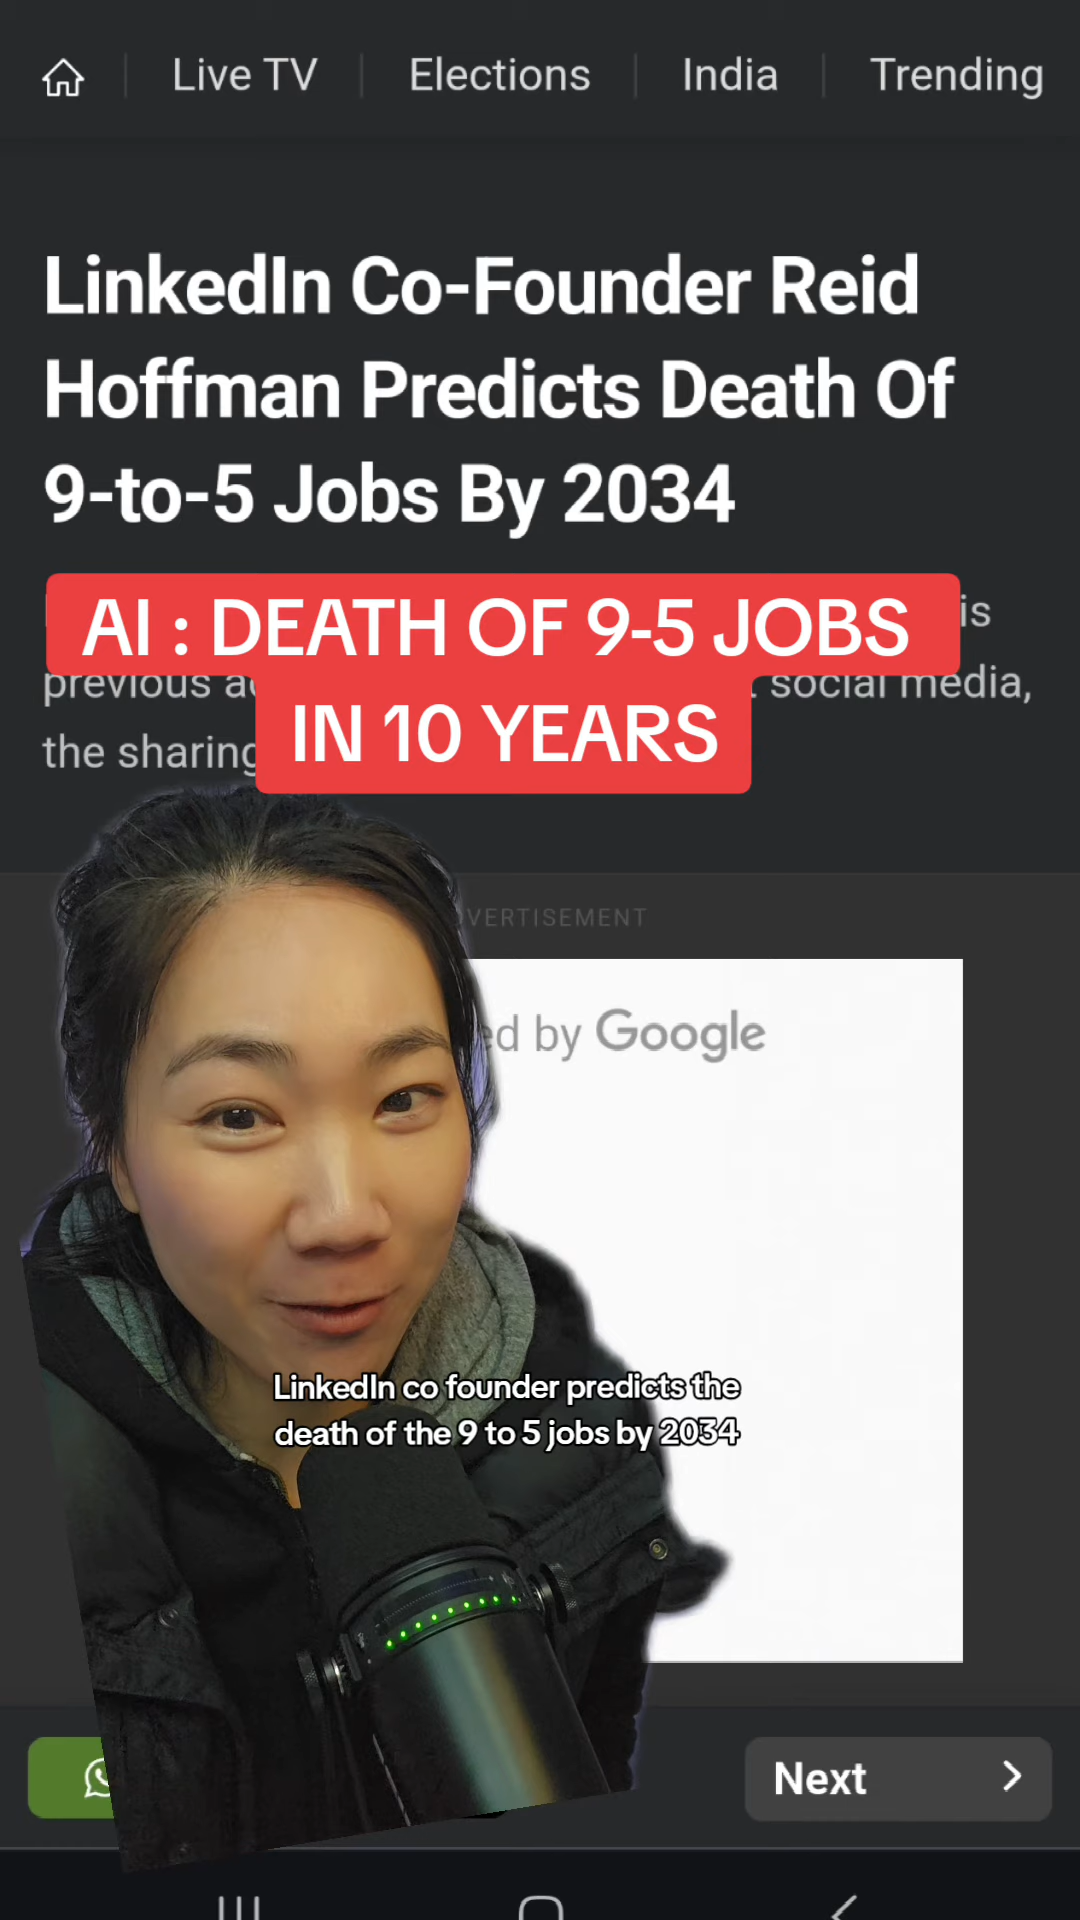 Live TV
Elections
India
Trending
LinkedIn Co-Founder Reid
Hoffman Predicts Death Of
9-to-5 Jobs By 2034
AI : DEATH OF 9-5 JOBS
is
IN 10 YEARS
previous
social media,
the sharing
ed by Google
LinkedIn co founder predicts the
death of the 9 to 5 jobs by 2034
Next